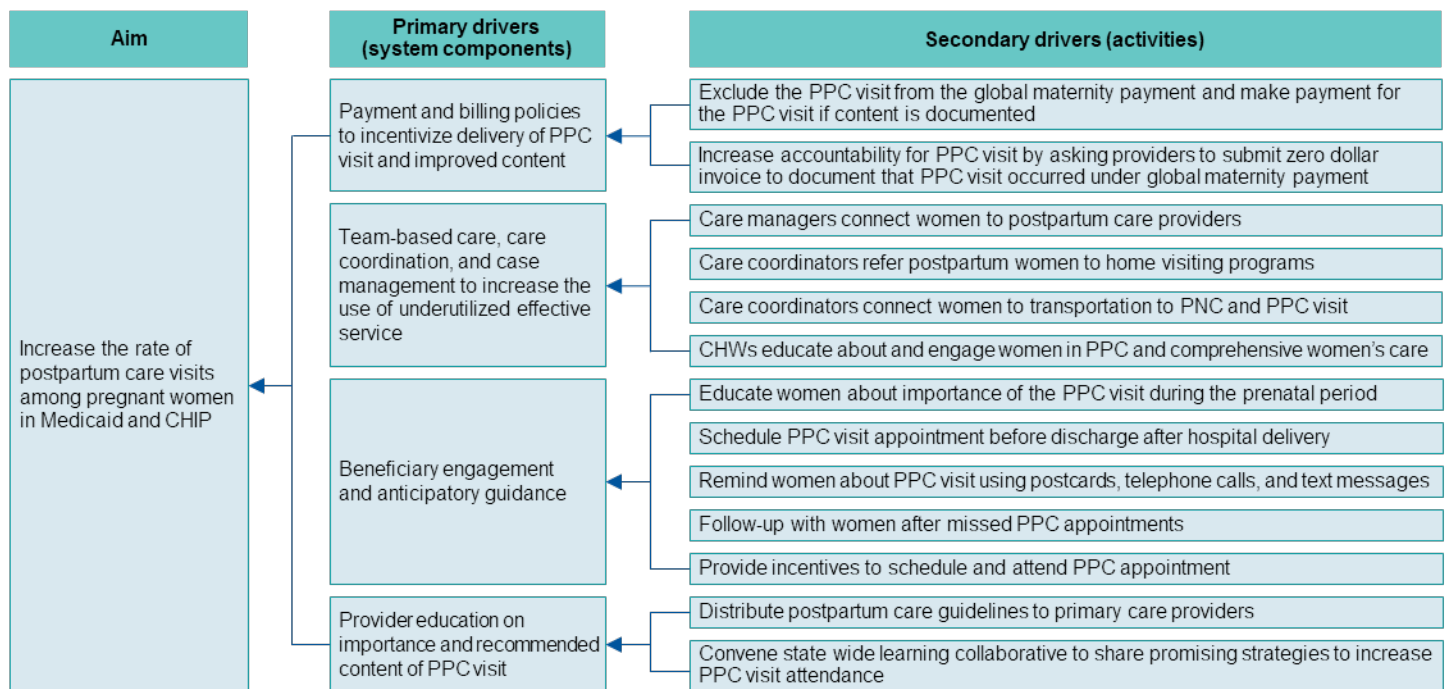 Aim
Primary drivers
(system components)
Secondary drivers (activities)
Increase the rate of
postpartum care visits
among pregnant women
in Medicaid and CHIP
Payment and billing policies
to incentivize delivery of PPC
visit and improved content
Exclude the PPC visit from the global maternity payment and make payment for
the PPC visit if content is documented
Increase accountability for PPC visit by asking providers to submit zero dollar
invoice to document that PPC visit occurred under global maternity payment
Team-based care, care
coordination, and case
management to increase the
use of underutilized effective
service
Care managers connect women to postpartum care providers
Care coordinators refer postpartum women to home visiting programs
Care coordinators connect women to transportation to PNC and PPC visit
CHWs educate about and engage women in PPC and comprehensive women's care
Beneficiary engagement
and anticipatory guidance
Educate women about importance of the PPC visit during the prenatal period
Schedule PPC visit appointment before discharge after hospital delivery
Remind women about PPC visit using postcards, telephone calls, and text messages
Follow-up with women after missed PPC appointments
Provide incentives to schedule and attend PPC appointment
Provider education on
importance and recommended
content of PPC visit
Distribute postpartum care guidelines to primary care providers
Convene state wide learning collaborative to share promising strategies to increase
PPC visit attendance